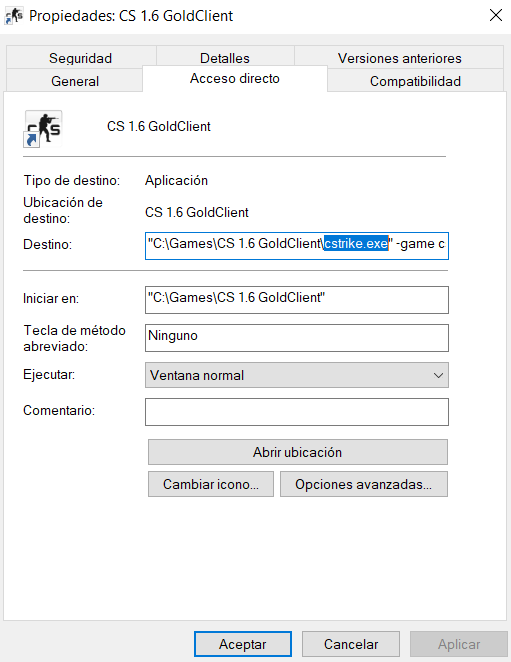 Propiedades: CS 1.6 GoldClient
Seguridad
Detalles
Versiones anteriores
General
Acceso directo
Compatibilidad
CS 1.6 GoldClient
Tipo de destino:
Aplicación
Ubicación de
destino:
CS 1.6 GoldClient
Destino:
"C:\Games\CS 1.6 GoldClient\cstrike.exe" -game c
Iniciar en:
"C:\Games\CS 1.6 GoldClient"
Tecla de método
abreviado:
Ninguno
Ejecutar:
Ventana normal
Comentario:
Abrir ubicación
Cambiar icono...
Opciones avanzadas...
Aceptar
Cancelar
Aplicar